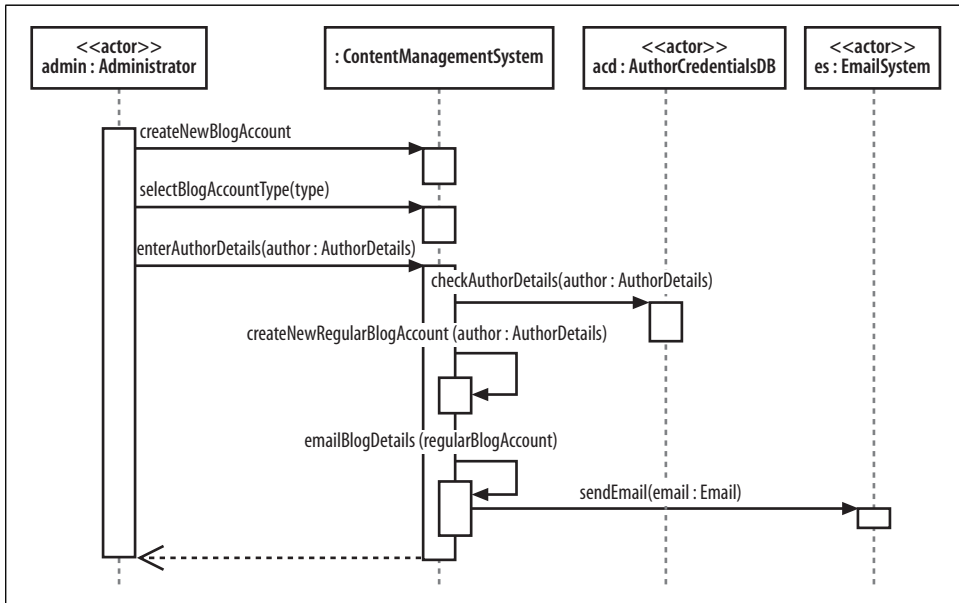 <<actor>>
admin : Administrator
: ContentManagementSystem
<<actor>>
acd : AuthorCredentialsDB
<<actor>>
es : EmailSystem
createNewBlogAccount
selectBlogAccountType(type)
enterAuthorDetails(author : AuthorDetails)
checkAuthorDetails(author : AuthorDetails)
createNewRegularBlogAccount (author : AuthorDetails)
emailBlogDetails (regularBlogAccount)
sendEmail(email : Email)